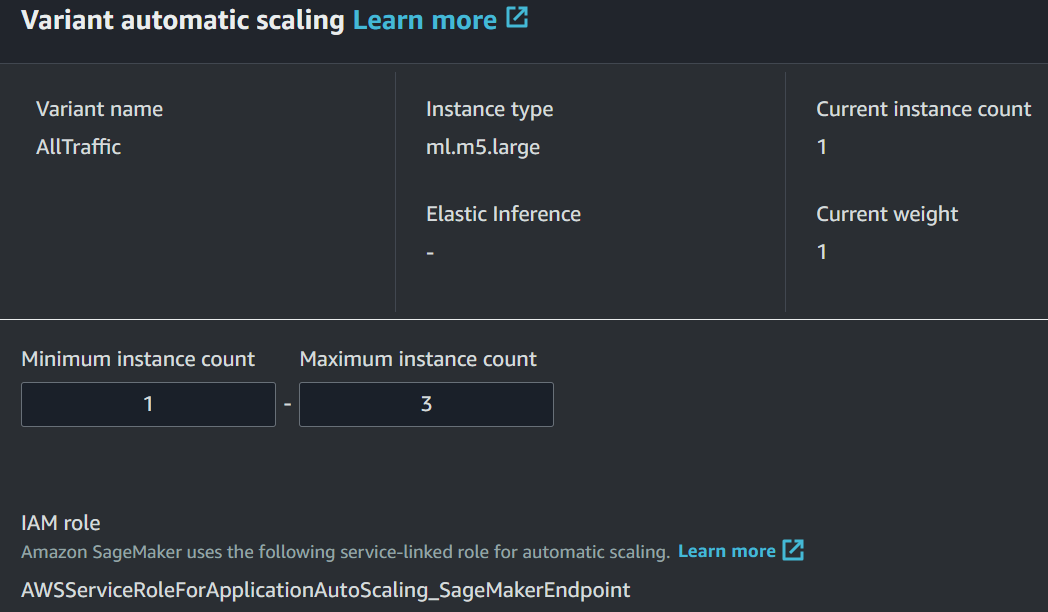 Variant automatic scaling Learn more
Variant name
AllTraffic
Instance type
ml.m5.large
Elastic Inference
-
Current instance count
1
Current weight
1
Minimum instance count
1
-
Maximum instance count
3
IAM role
Amazon SageMaker uses the following service-linked role for automatic scaling. Learn more
AWSServiceRoleForApplicationAutoScaling_SageMakerEndpoint